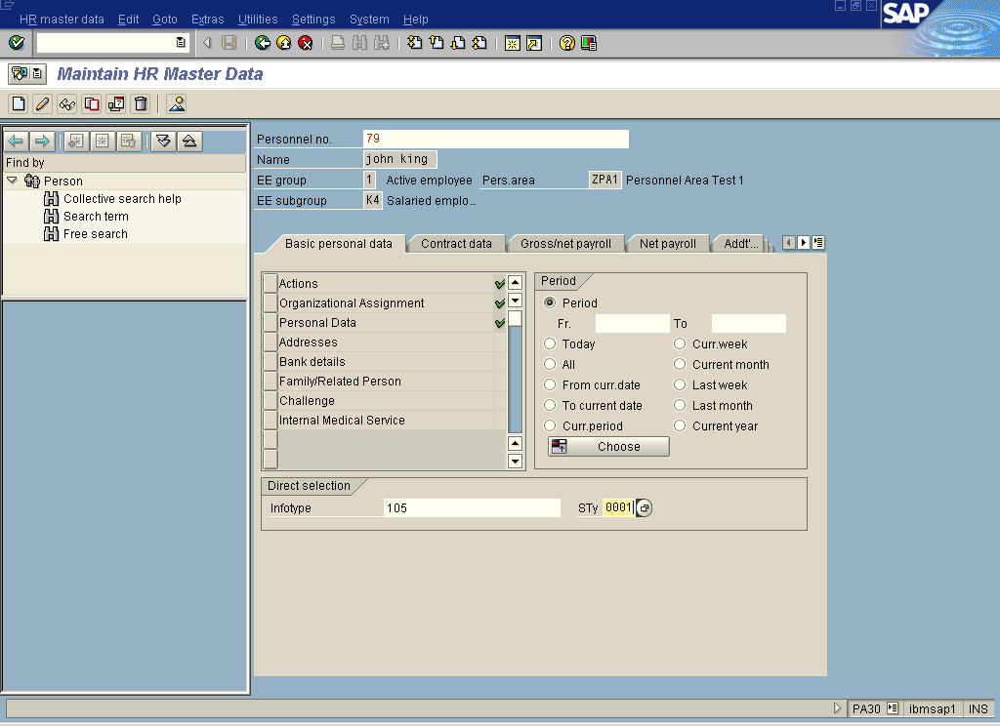 HR master data Edit Goto Extras Utilities Settings System Help
SAP
Maintain HR Master Data
Find by
Person
Collective search help
Search term
Free search
Personnel no. 79
Name john king
EE group 1 Active employee Pers.area ZPA1 Personnel Area Test 1
EE subgroup K4 Salaried emplo...
Basic personal data Contract data Gross/net payroll Net payroll Addt'...
Actions
Organizational Assignment
Personal Data
Addresses
Bank details
Family/Related Person
Challenge
Internal Medical Service
Period
Period
Fr. To
Today Curr.week
All Current month
From curr.date Last week
To current date Last month
Curr.period Current year
Choose
Direct selection
Infotype 105 STy 0001
PA30 ibmsap1 INS